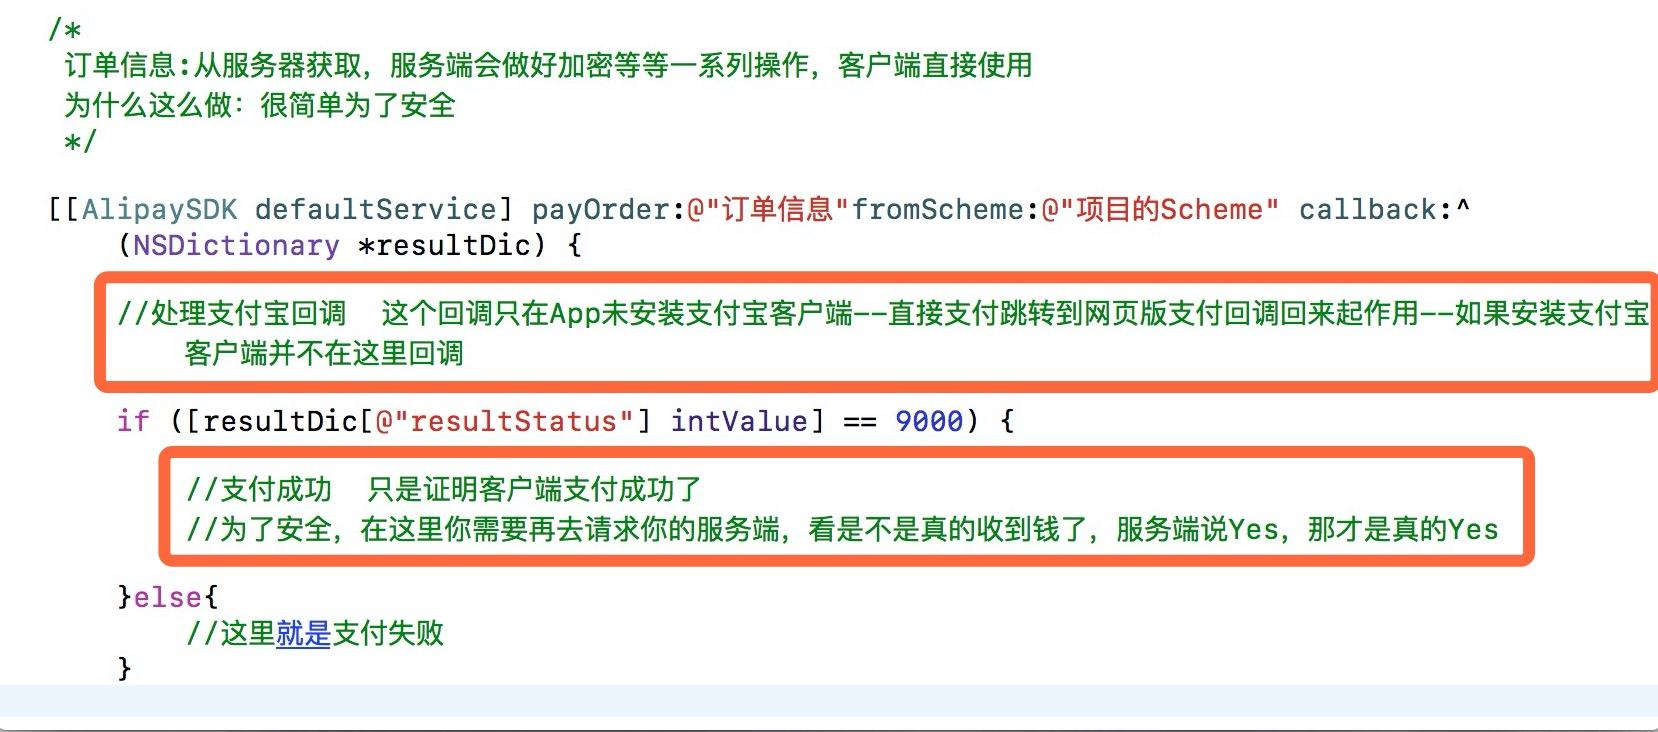 /*
订单信息:从服务器获取，服务端会做好加密等等一系列操作，客户端直接使用
为什么这么做：很简单为了安全
*/
[[AlipaySDK defaultService] payOrder:@"订单信息"fromScheme:@"项目的Scheme" callback:^
(NSDictionary *resultDic) {
//处理支付宝回调  这个回调只在App未安装支付宝客户端--直接支付跳转到网页版支付回调回来起作用--如果安装支付宝
客户端并不在这里回调
if ([resultDic[@"resultStatus"] intValue] == 9000) {
//支付成功  只是证明客户端支付成功了
//为了安全，在这里你需要再去请求你的服务端，看是不是真的收到钱了，服务端说Yes，那才是真的Yes
}else{
//这里就是支付失败
}